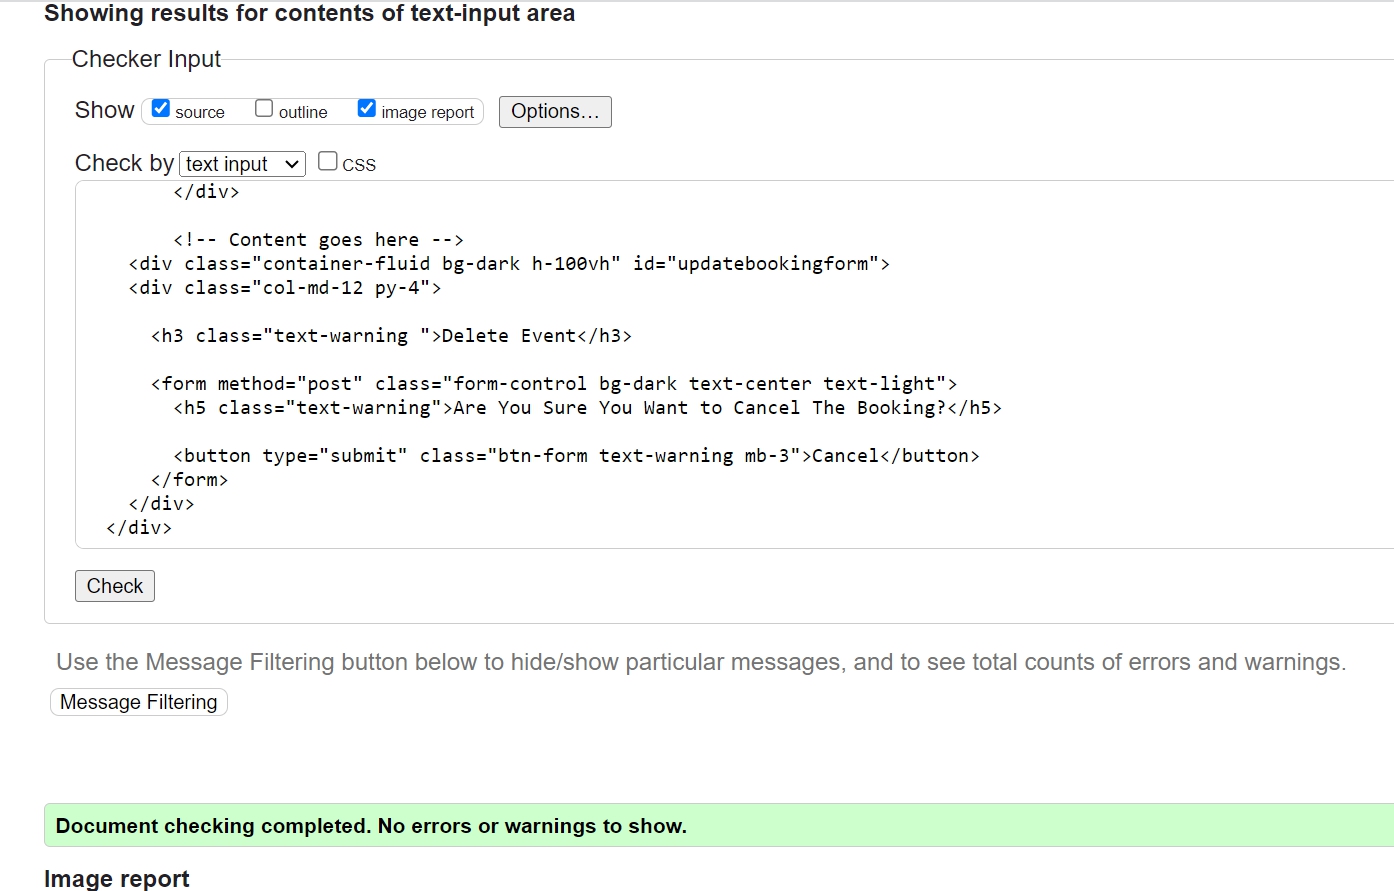 Showing results for contents of text-input area
Checker Input
Show source outline image report Options...
Check by text input CSS
</div>
<!-- Content goes here -->
<div class="container-fluid bg-dark h-100vh" id="updatebookingform">
<div class="col-md-12 py-4">
<h3 class="text-warning ">Delete Event</h3>
<form method="post" class="form-control bg-dark text-center text-light">
<h5 class="text-warning">Are You Sure You Want to Cancel The Booking?</h5>
<button type="submit" class="btn-form text-warning mb-3">Cancel</button>
</form>
</div>
</div>
Check
Use the Message Filtering button below to hide/show particular messages, and to see total counts of errors and warnings.
Message Filtering
Document checking completed. No errors or warnings to show.
Image report